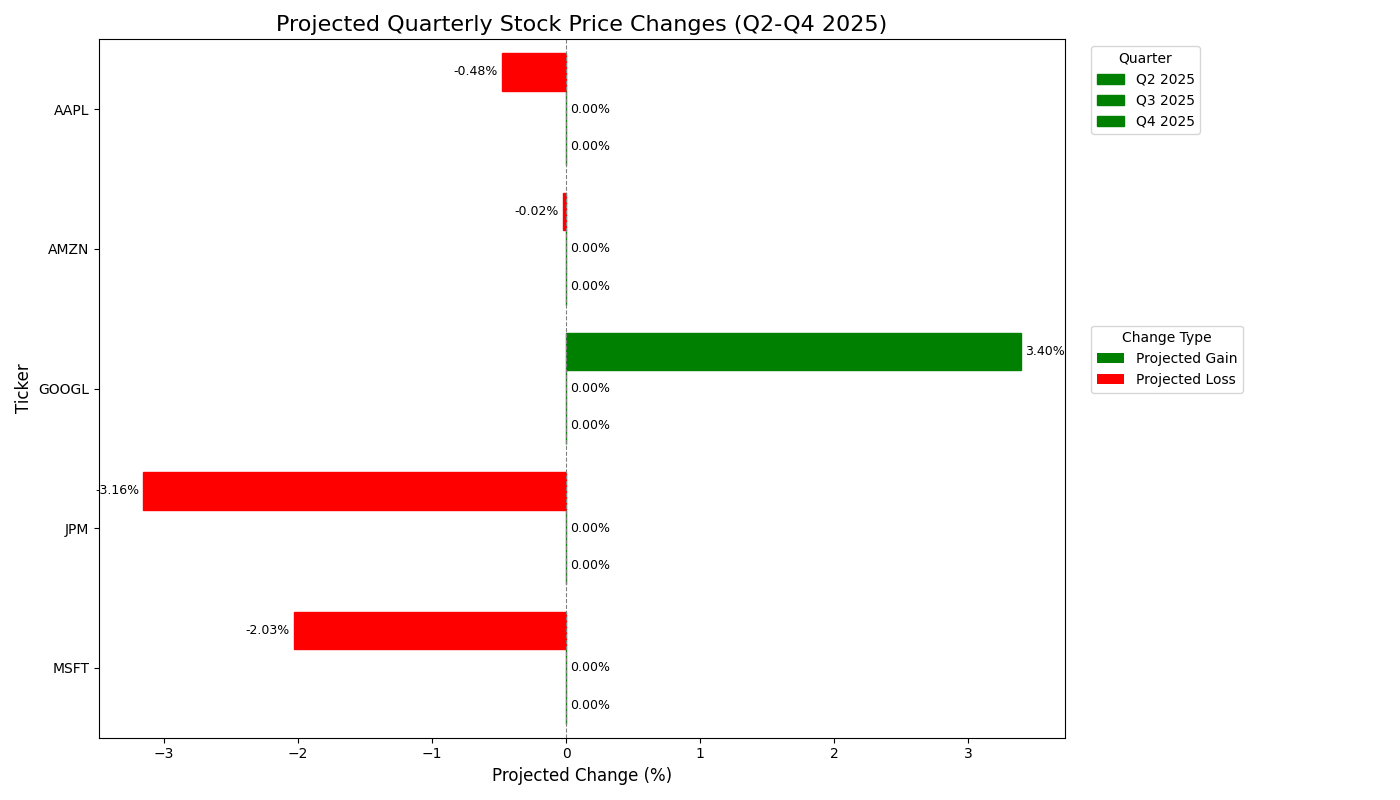 Projected Quarterly Stock Price Changes (Q2-Q4 2025)
Quarter
Q2 2025
Q3 2025
Q4 2025
Change Type
Projected Gain
Projected Loss
Ticker
AAPL
-0.48%
0.00%
0.00%
AMZN
-0.02%
0.00%
0.00%
GOOGL
3.40%
0.00%
0.00%
JPM
-3.16%
0.00%
0.00%
MSFT
-2.03%
0.00%
0.00%
−3 −2 −1 0 1 2 3
Projected Change (%)